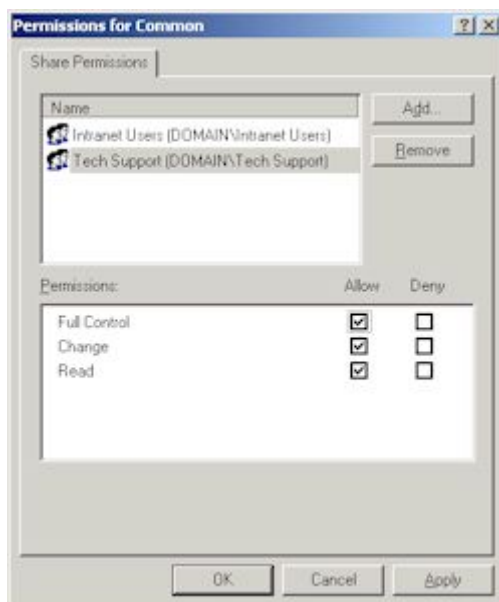 Permissions for Common
Share Permissions
Name
Add...
Intranet Users (DOMAIN\Intranet Users)
Tech Support (DOMAIN\Tech Support)
Remove
Permissions: Allow Deny
Full Control
Change
Read
OK Cancel Apply